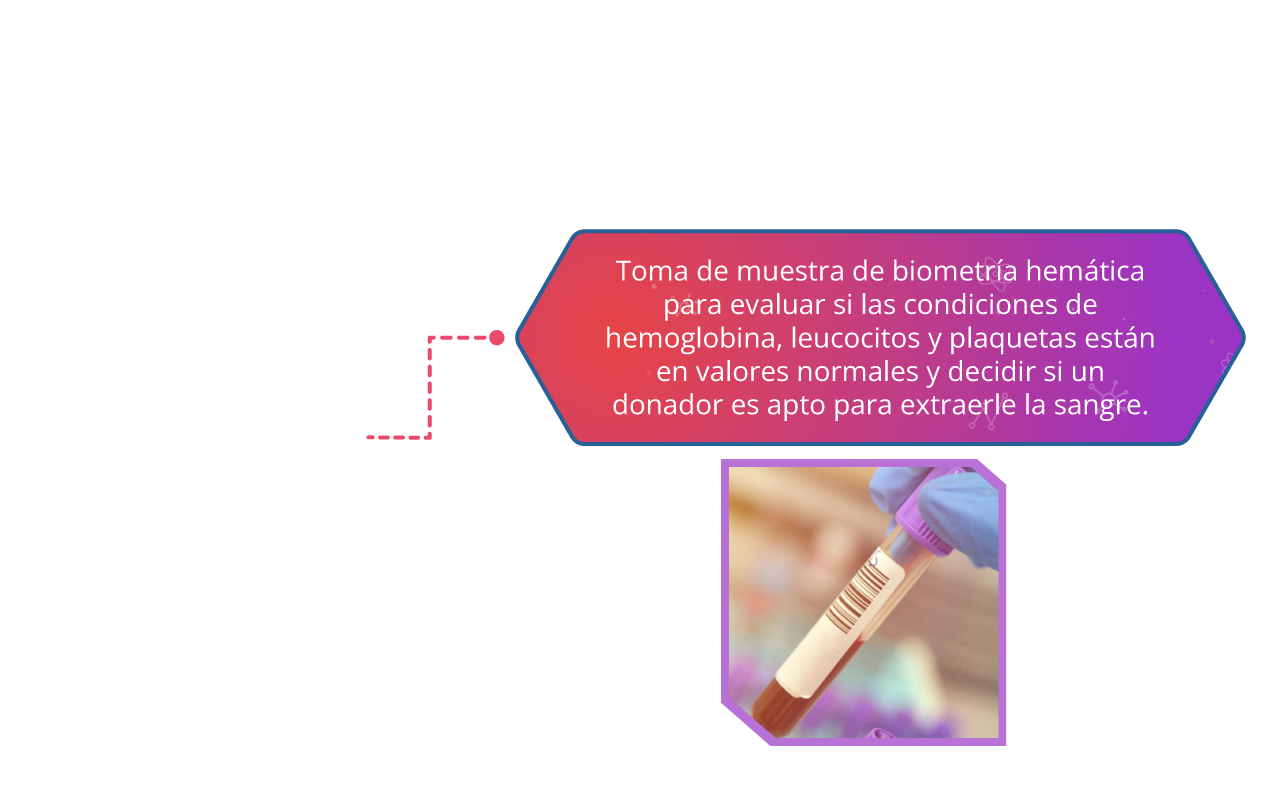 Toma de muestra de biometría hemática
para evaluar si las condiciones de
hemoglobina, leucocitos y plaquetas están
en valores normales y decidir si un
donador es apto para extraerle la sangre.